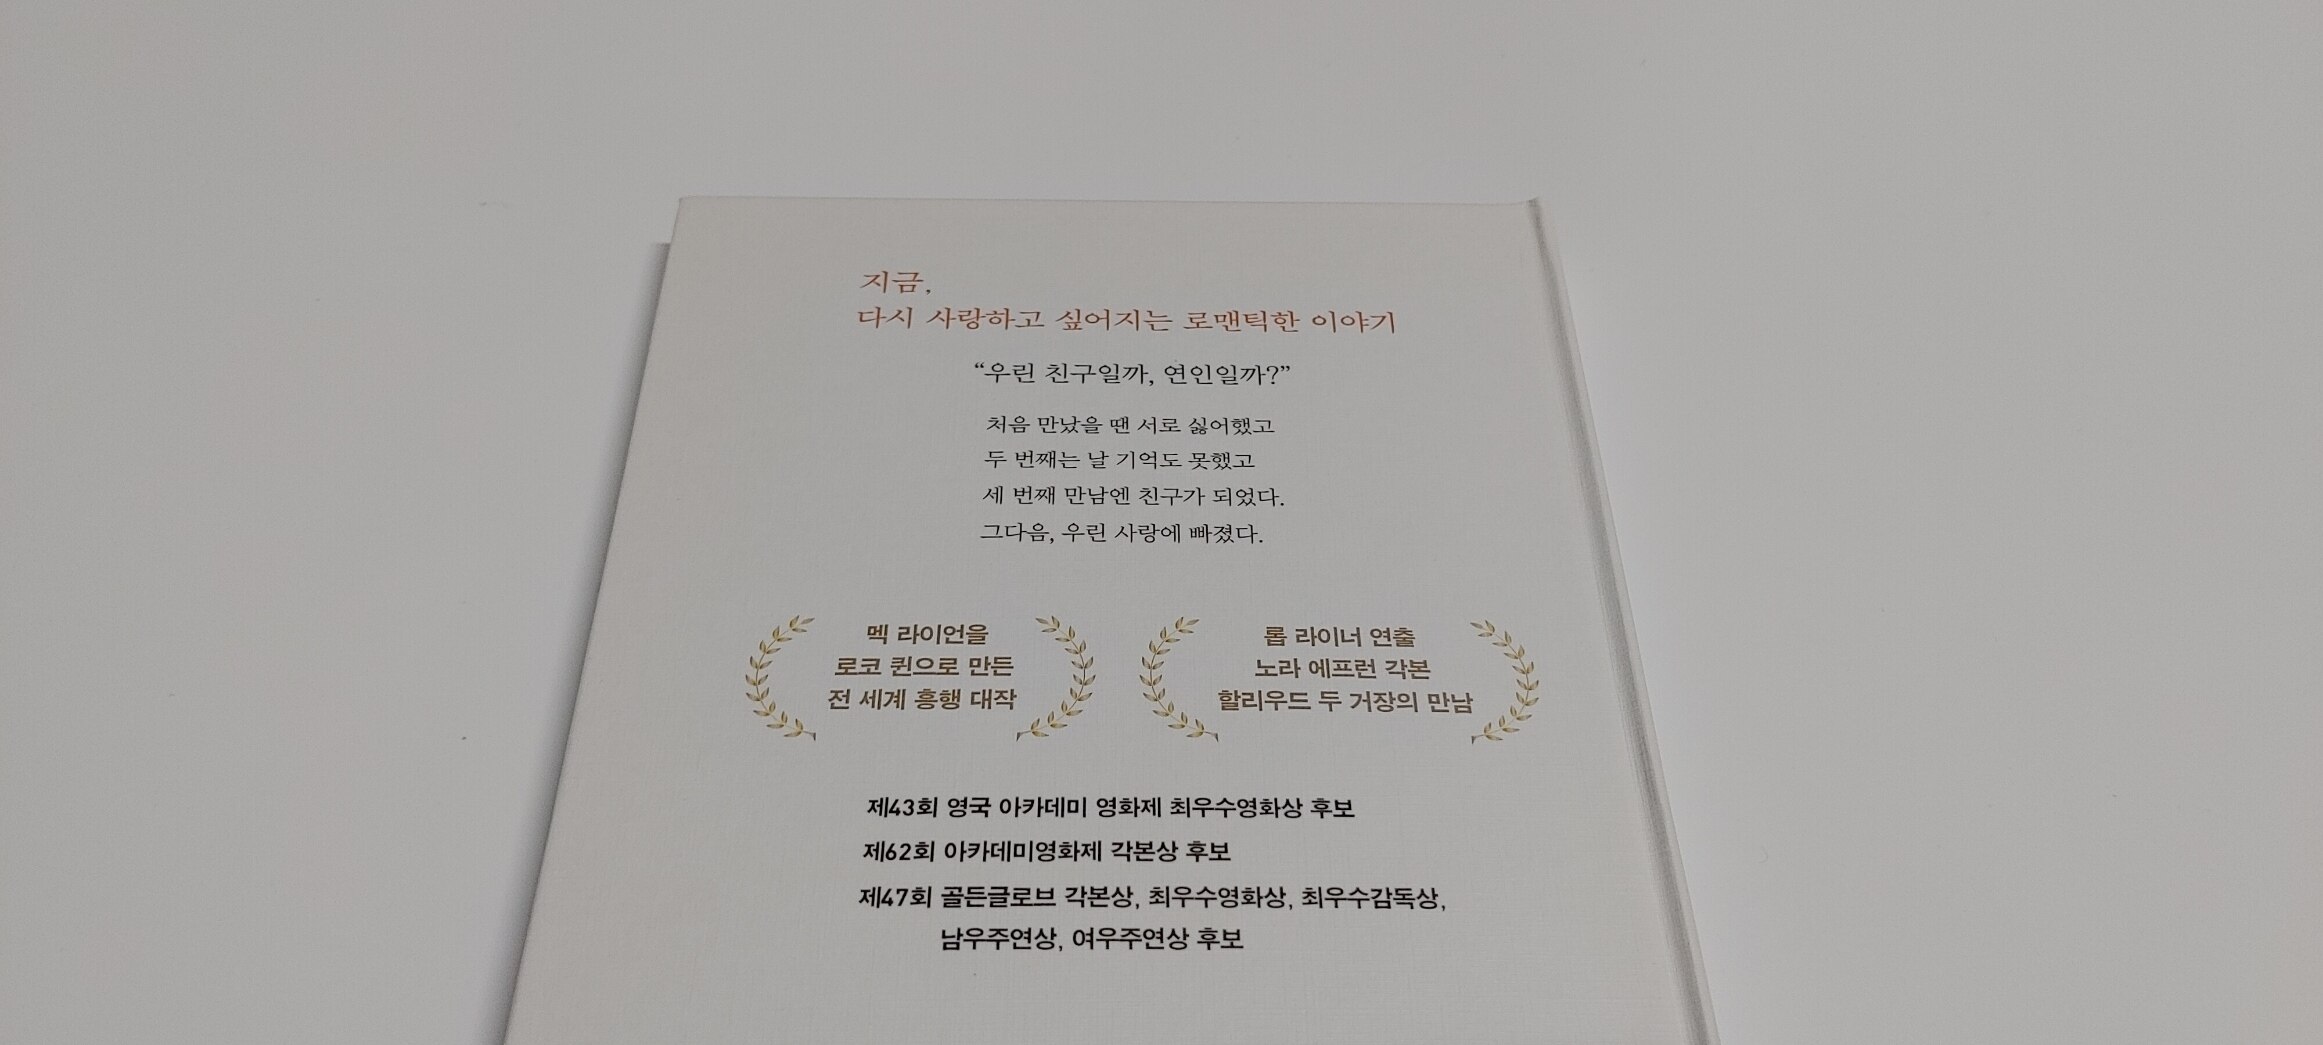 지금,
다시 사랑하고 싶어지는 로맨틱한 이야기
“우린 친구일까, 연인일까?”
처음 만났을 땐 서로 싫어했고
두 번째는 날 기억도 못했고
세 번째 만남엔 친구가 되었다.
그다음, 우린 사랑에 빠졌다.
멕 라이언을
로코 퀸으로 만든
전 세계 흥행 대작
롭 라이너 연출
노라 에프런 각본
할리우드 두 거장의 만남
제43회 영국 아카데미 영화제 최우수영화상 후보
제62회 아카데미영화제 각본상 후보
제47회 골든글로브 각본상, 최우수영화상, 최우수감독상,
남우주연상, 여우주연상 후보